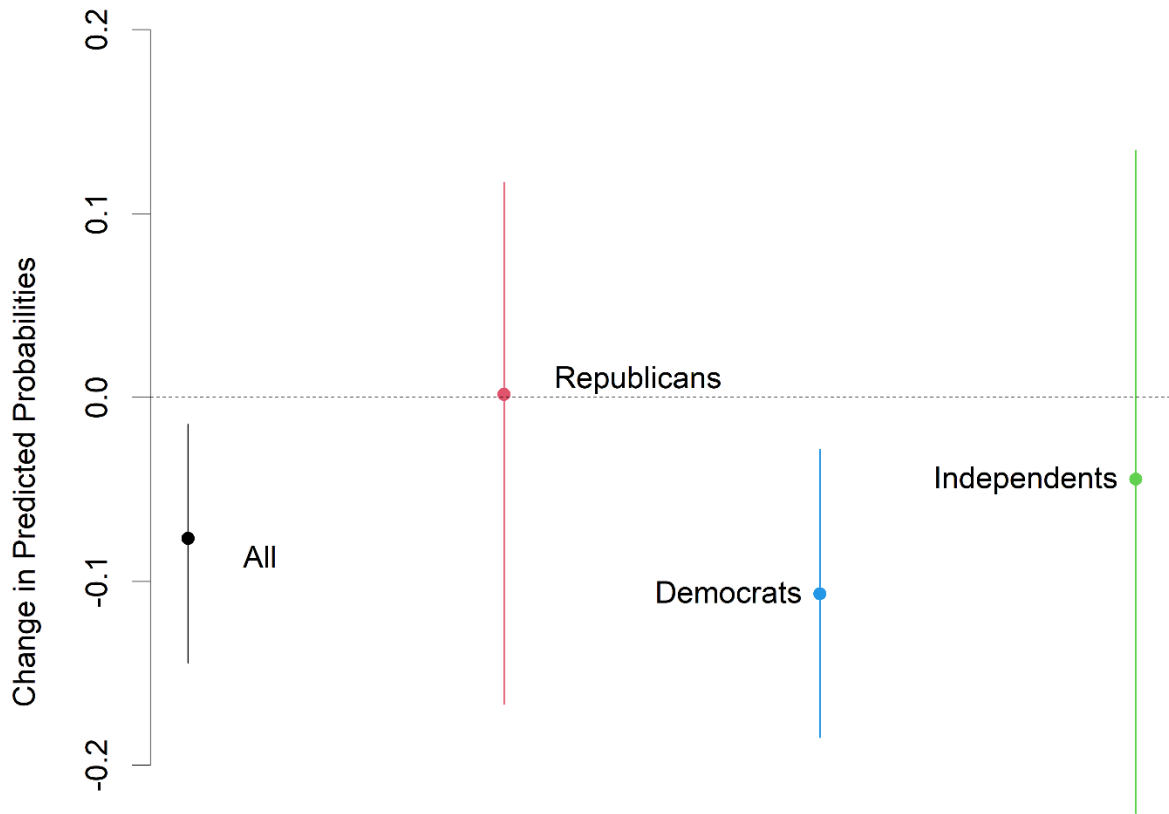 Change in Predicted Probabilities
0.2
0.1
0.0
-0.1
-0.2
All
Republicans
Democrats
Independents